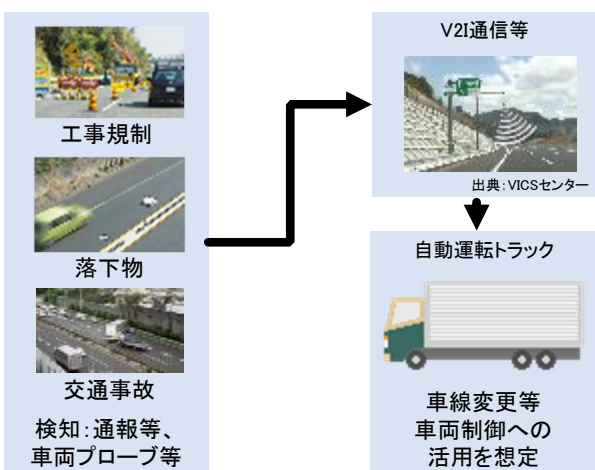 工事規制
落下物
交通事故
検知：通報等、
車両プローブ等
V2I通信等
出典：VICSセンター
自動運転トラック
車線変更等
車両制御への
活用を想定